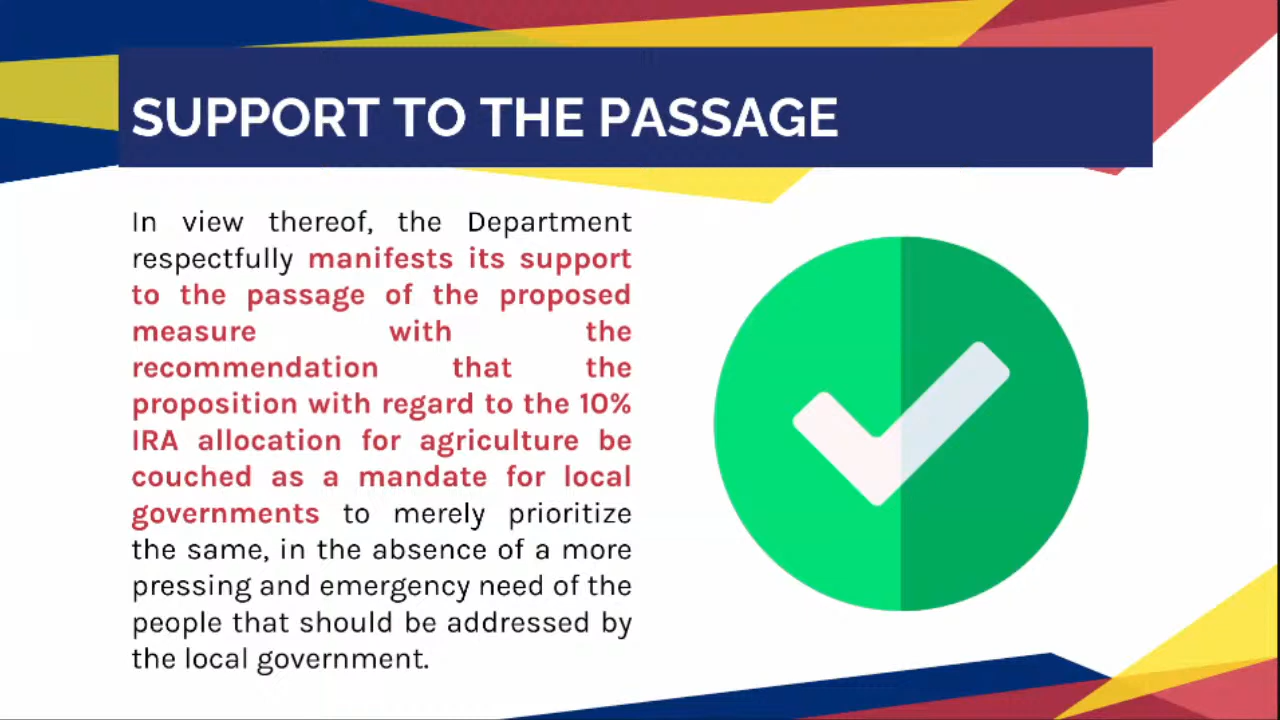 SUPPORT TO THE PASSAGE
In view thereof, the Department
respectfully manifests its support
to the passage of the proposed
measure with the
recommendation that the
proposition with regard to the 10%
IRA allocation for agriculture be
couched as a mandate for local
governments to merely prioritize
the same, in the absence of a more
pressing and emergency need of the
people that should be addressed by
the local government.